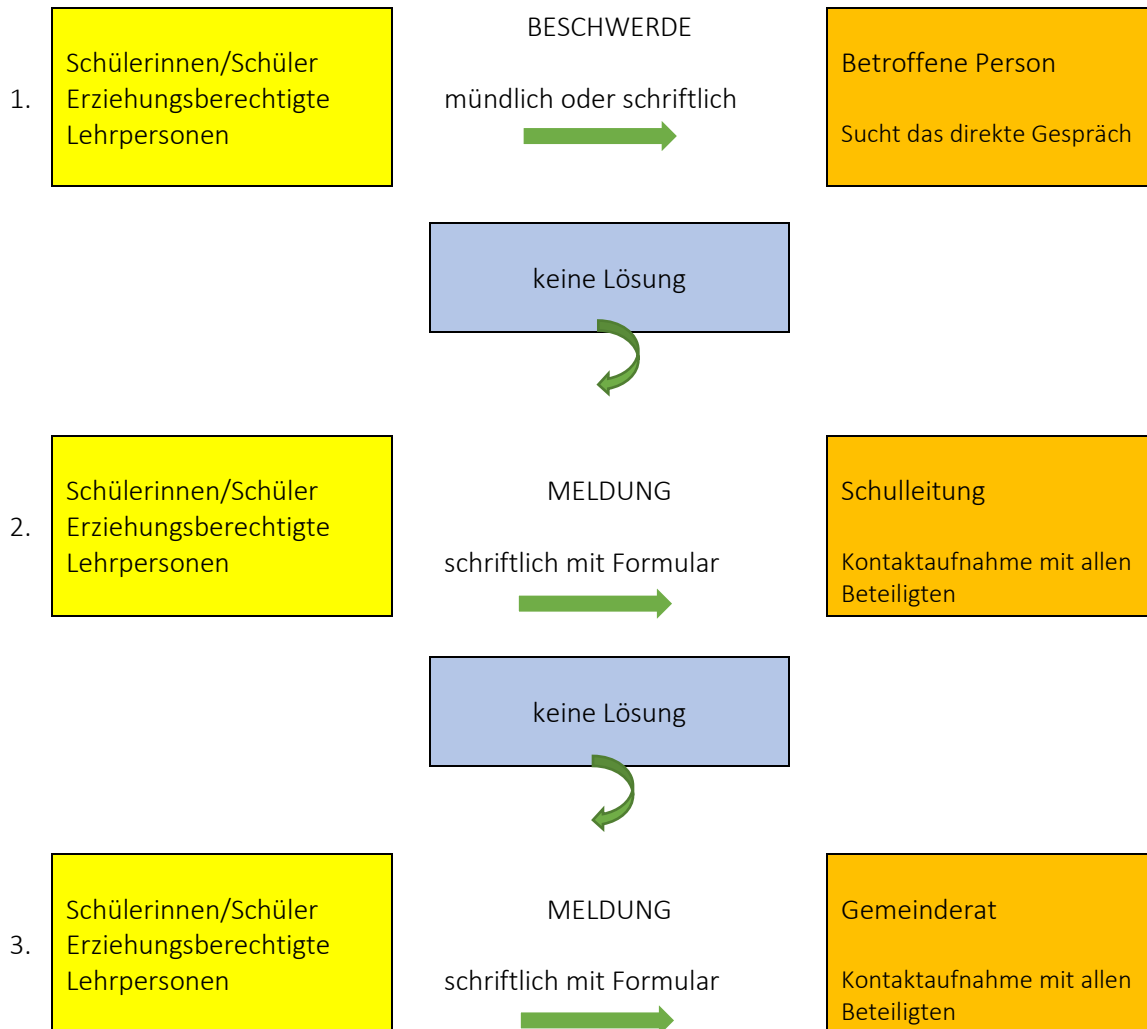 1.
Schülerinnen/Schüler
Erziehungsberechtigte
Lehrpersonen
BESCHWERDE
mündlich oder schriftlich
Betroffene Person
Sucht das direkte Gespräch
keine Lösung
2.
Schülerinnen/Schüler
Erziehungsberechtigte
Lehrpersonen
MELDUNG
schriftlich mit Formular
Schulleitung
Kontaktaufnahme mit allen
Beteiligten
keine Lösung
3.
Schülerinnen/Schüler
Erziehungsberechtigte
Lehrpersonen
MELDUNG
schriftlich mit Formular
Gemeinderat
Kontaktaufnahme mit allen
Beteiligten